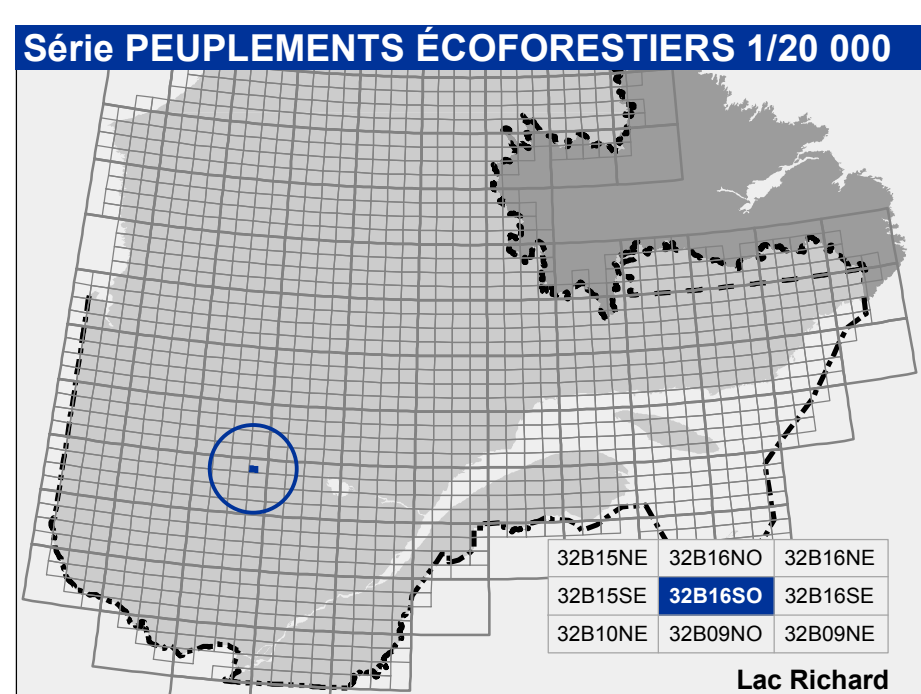 Série PEUPLEMENTS ÉCOFORESTIERS 1/20 000
32B15NE 32B16NO 32B16NE
32B15SE 32B16SO 32B16SE
32B10NE 32B09NO 32B09NE
Lac Richard